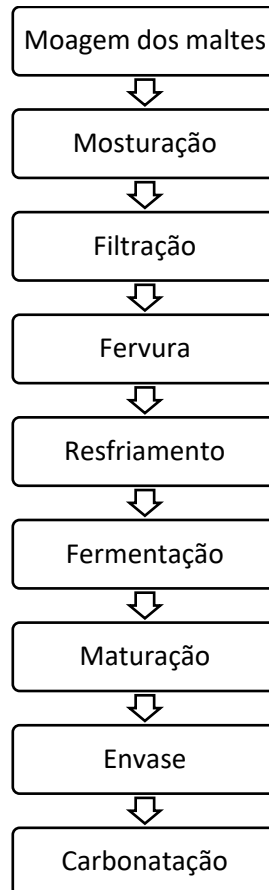 Moagem dos maltes
Mosturação
Filtração
Fervura
Resfriamento
Fermentação
Maturação
Envase
Carbonatação